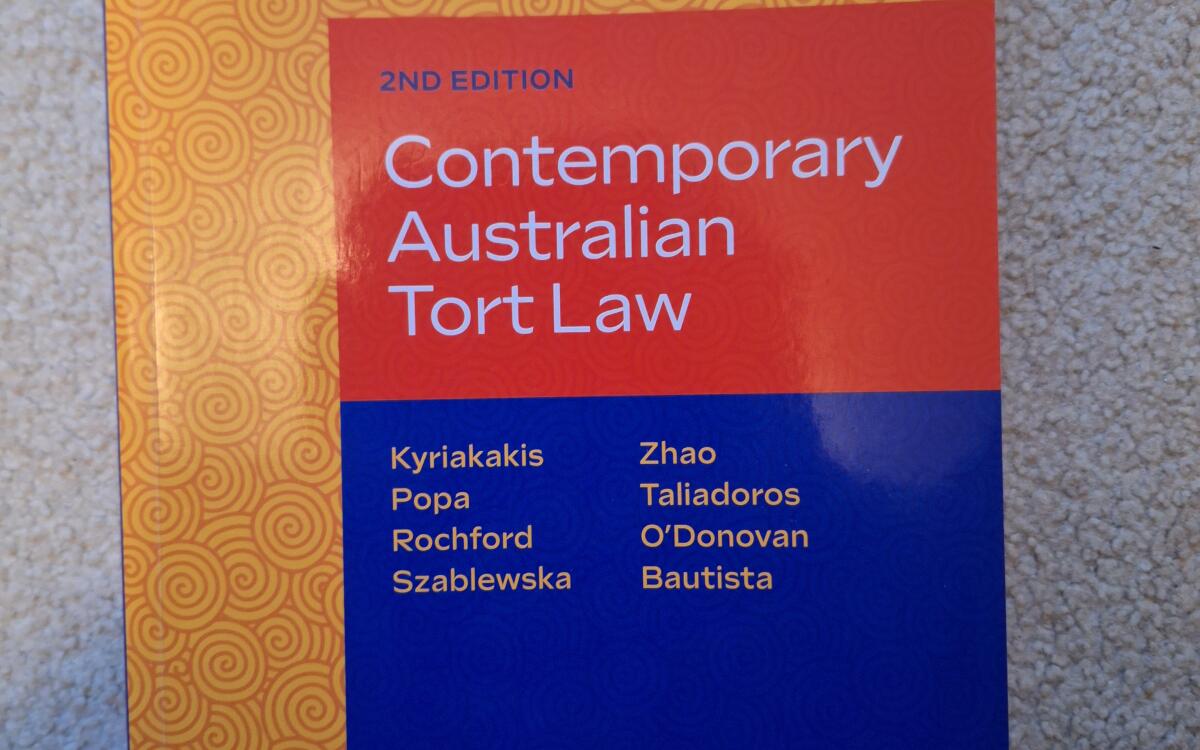 2ND EDITION
Contemporary
Australian
Tort Law
Kyriakakis
Popa
Rochford
Szablewska
Zhao
Taliadoros
O'Donovan
Bautista